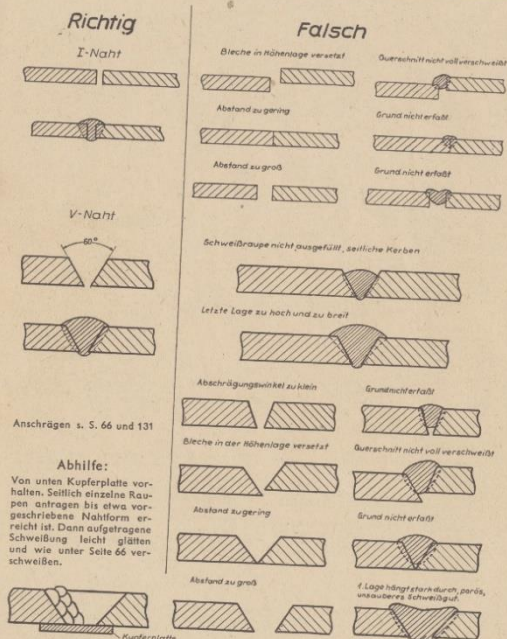 Richtig
I-Naht
V-Naht
60°
Anschrägen s. S. 66 und 131
Abhilfe:
Von unten Kupferplatte vor-
halten. Seitlich einzelne Rau-
pen antragen bis etwa vor-
geschriebene Nahtform er-
reicht ist. Dann aufgetragene
Schweißung leicht glätten
und wie unter Seite 66 ver-
schweißen.
Kupferplatte
Falsch
Bleche in Höhenlage versetzt
Querschnitt nicht voll verschweißt
Abstand zu gering
Grund nicht erfaßt
Abstand zu groß
Grund nicht erfaßt
Schweißraupe nicht ausgefüllt, seitliche Kerben
Letzte Lage zu hoch und zu breit
Abschrägungswinkel zu klein
Grund nicht erfaßt
Bleche in der Höhenlage versetzt
Querschnitt nicht voll verschweißt
Abstand zu gering
Grund nicht erfaßt
Abstand zu groß
1. Lage hängt stark durch, porös,
unsauberes Schweißgut.